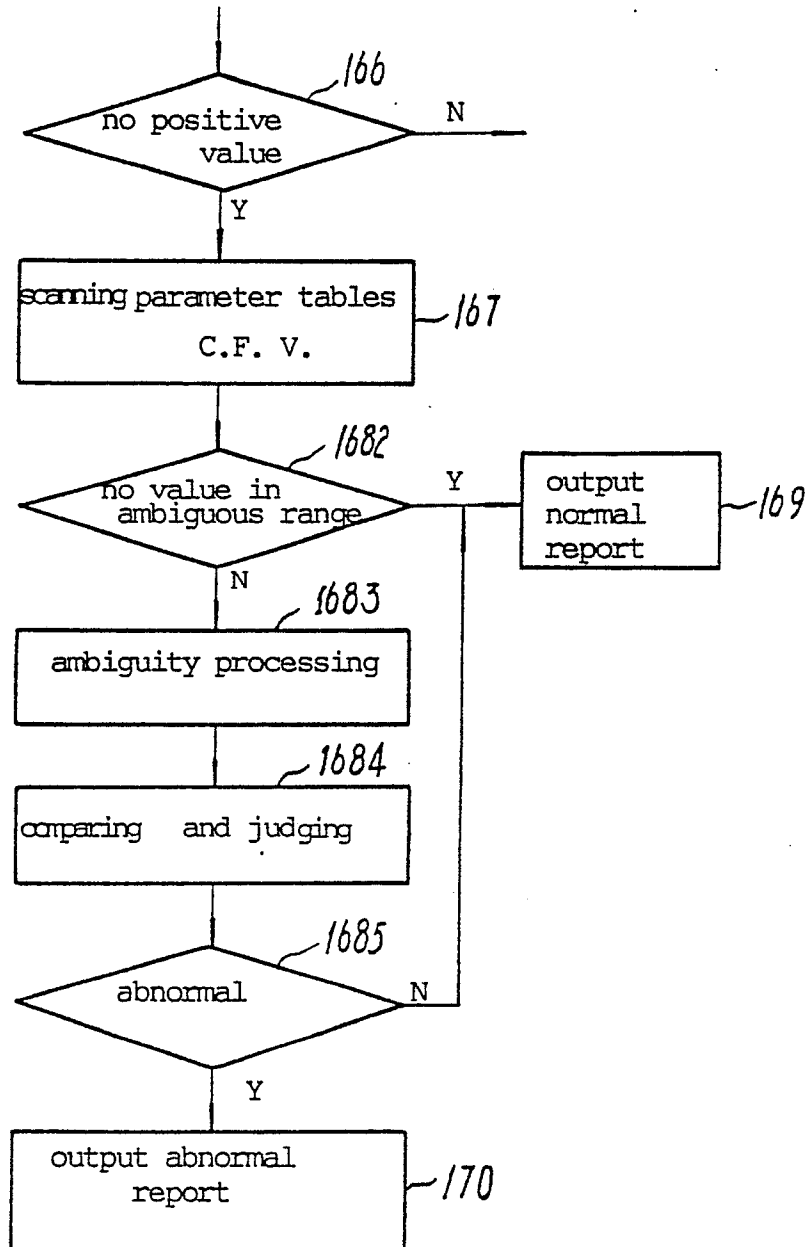 166
no positive
value
N
Y
scanning parameter tables
C.F. V.
167
1682
no value in
ambiguous range
Y
output
normal
report
169
N
1683
ambiguity processing
1684
comparing and judging
1685
abnormal
N
Y
output abnormal
report
170